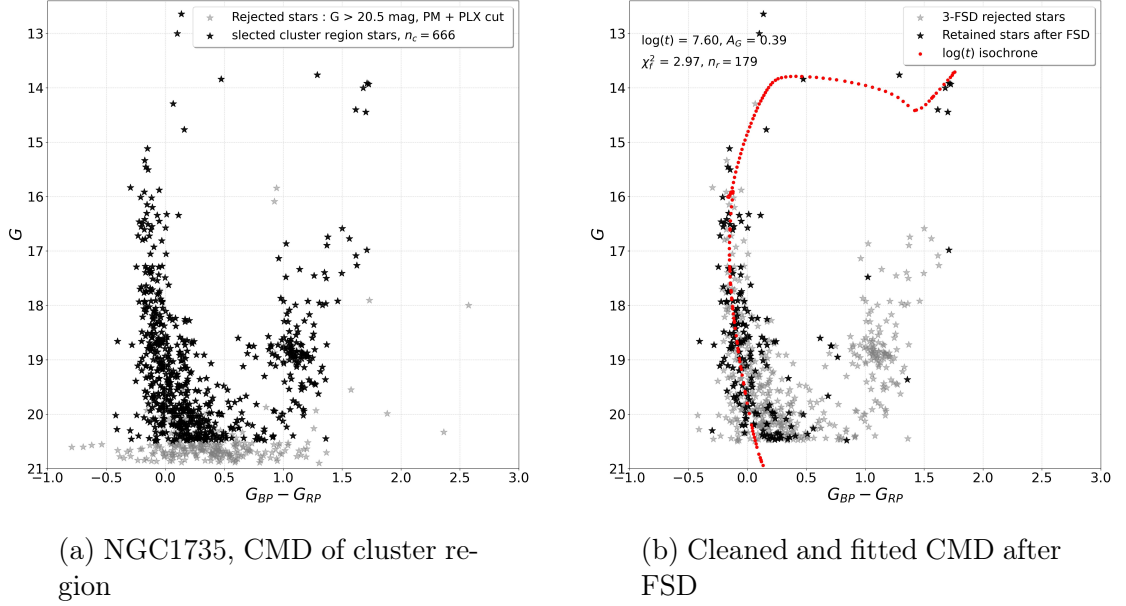 Rejected stars : G > 20.5 mag, PM + PLX cut
slected cluster region stars, n_c = 666
13
14
15
16
17
18
19
20
21
G
−1.0 −0.5 0.0 0.5 1.0 1.5 2.0 2.5 3.0
G_BP − G_RP
(a) NGC1735, CMD of cluster re-
gion
3-FSD rejected stars
Retained stars after FSD
log(t) isochrone
log(t) = 7.60, A_G = 0.39
χ_r^2 = 2.97, n_r = 179
13
14
15
16
17
18
19
20
21
G
−1.0 −0.5 0.0 0.5 1.0 1.5 2.0 2.5 3.0
G_BP − G_RP
(b) Cleaned and fitted CMD after
FSD